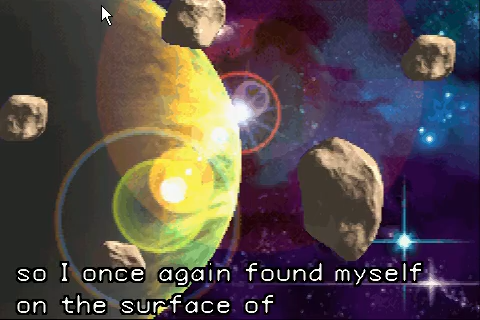 so I once again found myself
on the surface of